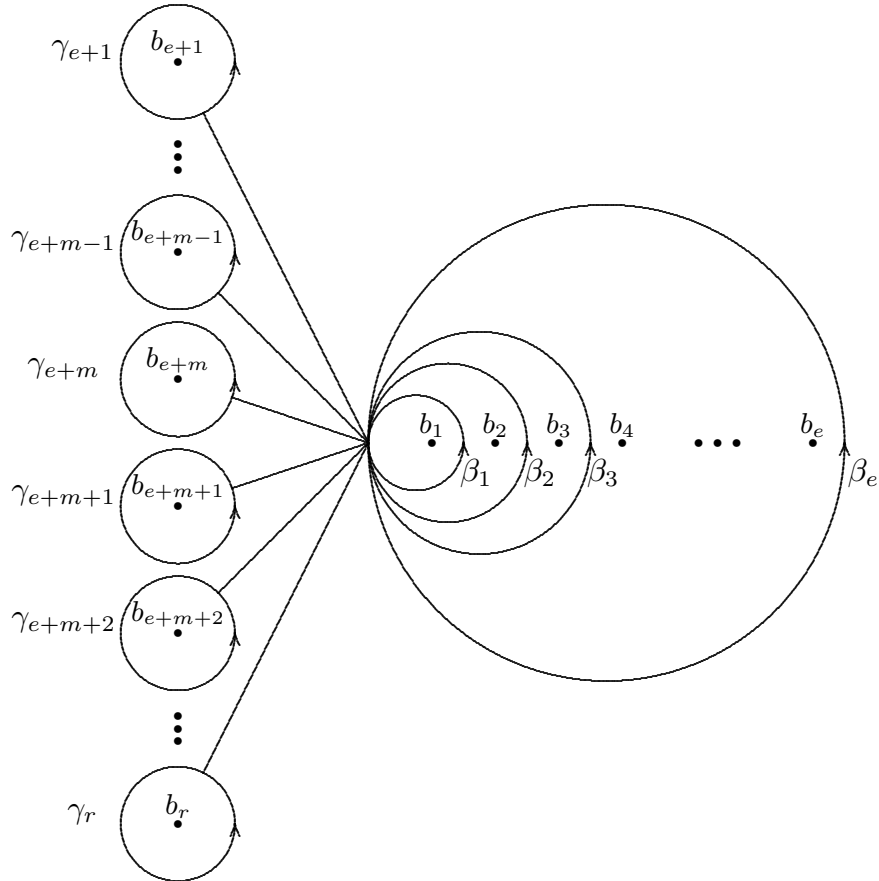 γ_{e+1} b_{e+1}
γ_{e+m−1} b_{e+m−1}
γ_{e+m} b_{e+m}
b_1 b_2 b_3 b_4 b_e
β_1 β_2 β_3 β_e
γ_{e+m+1} b_{e+m+1}
γ_{e+m+2} b_{e+m+2}
γ_r b_r